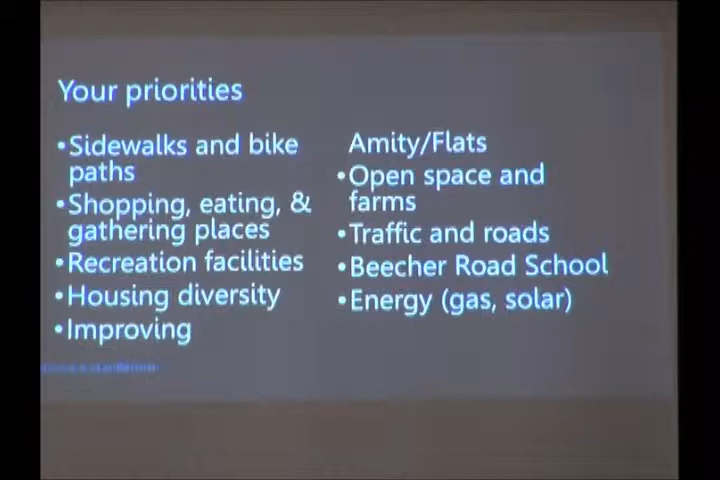 Your priorities
•Sidewalks and bike
paths
•Shopping, eating, &
gathering places
•Recreation facilities
•Housing diversity
•Improving
Amity/Flats
•Open space and
farms
•Traffic and roads
•Beecher Road School
•Energy (gas, solar)